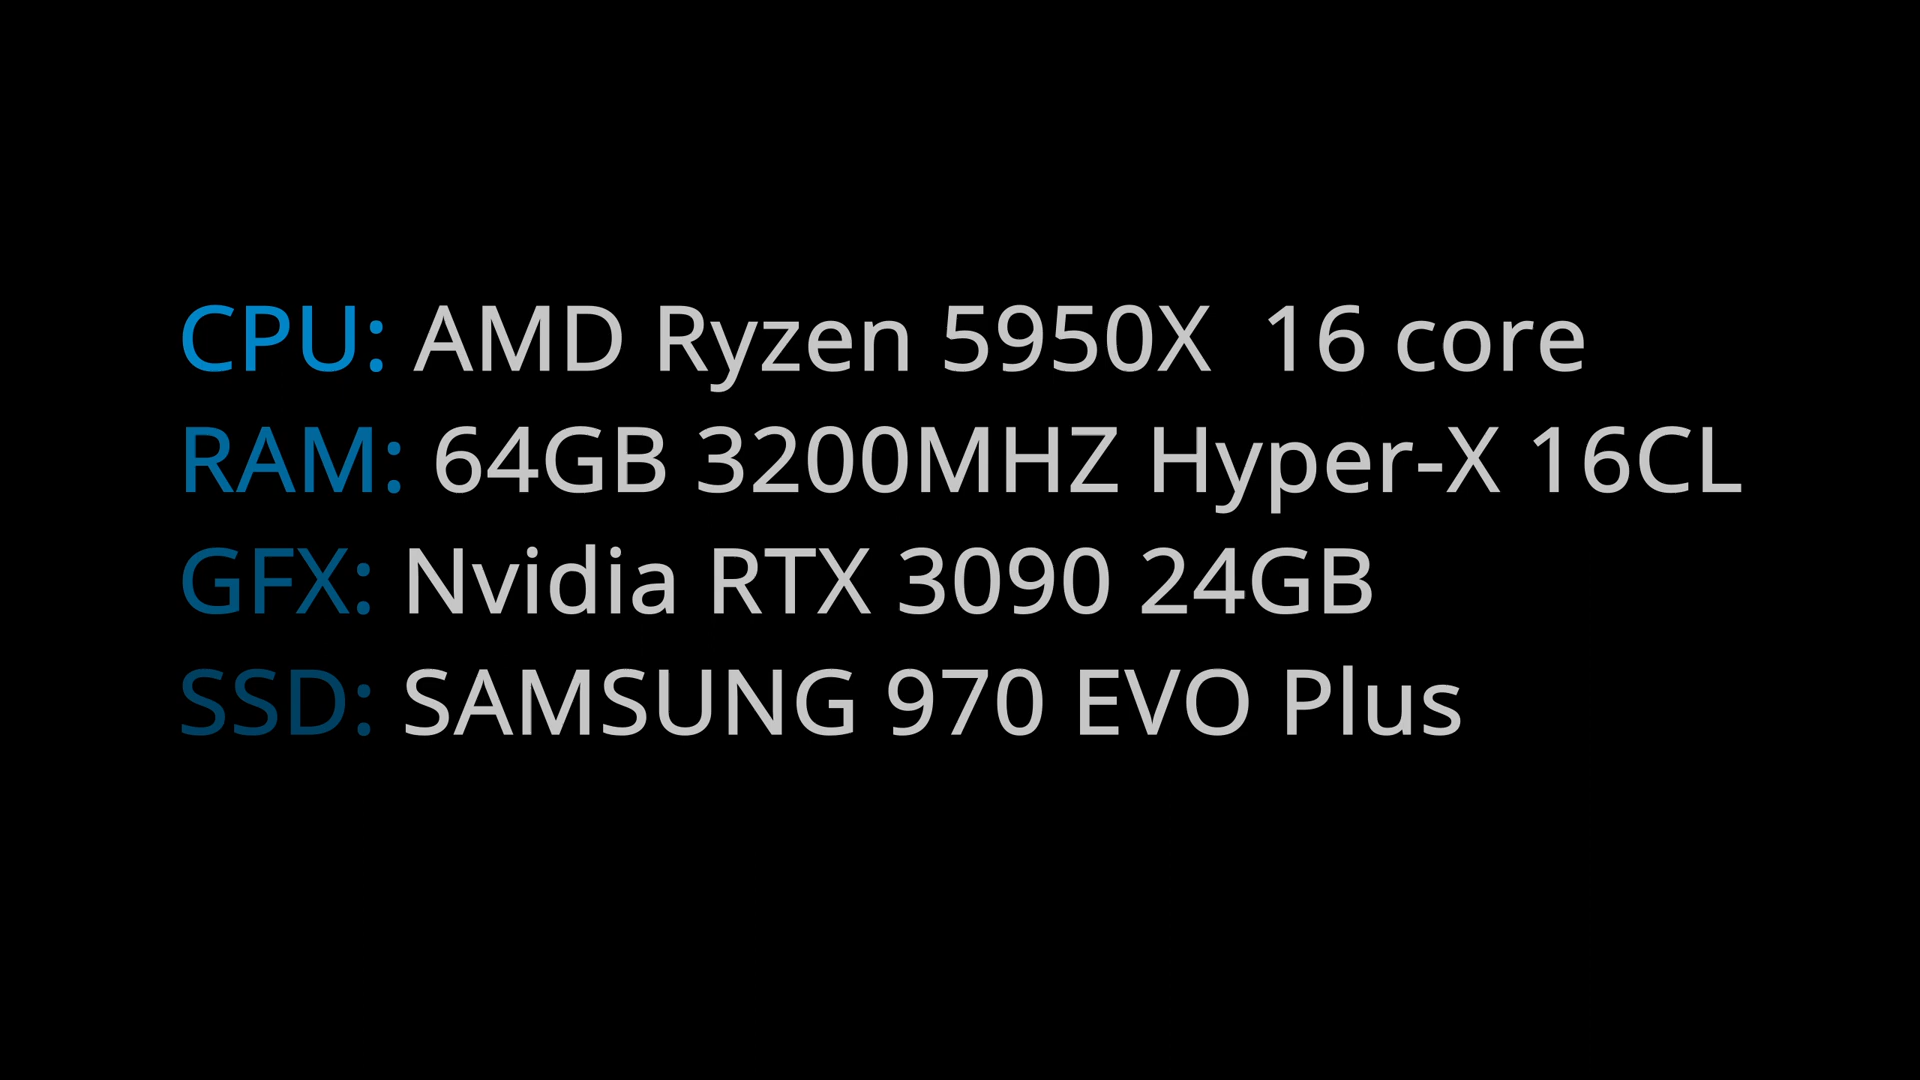 CPU: AMD Ryzen 5950X  16 core
RAM: 64GB 3200MHZ Hyper-X 16CL
GFX: Nvidia RTX 3090 24GB
SSD: SAMSUNG 970 EVO Plus